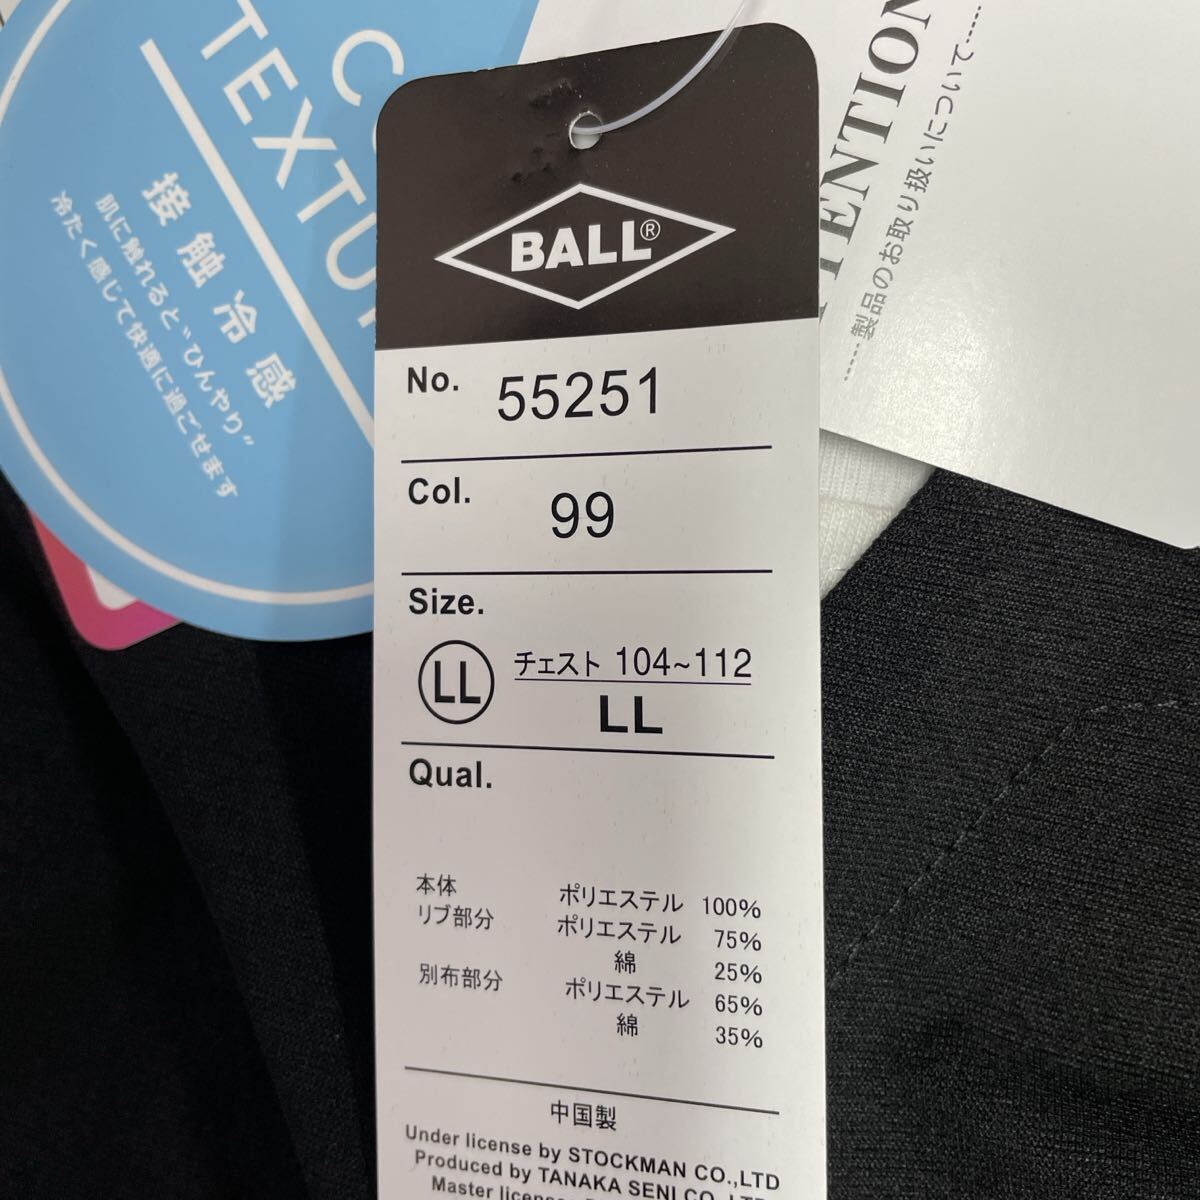 TEXTU
接触冷感
肌に触れると"ひんやり"
冷たく感じて快適に過ごせます
製品のお取り扱いについて
BALL®
No. 55251
Col. 99
Size.
LL チェスト 104~112
LL
Qual.
本体 ポリエステル 100%
リブ部分 ポリエステル 75%
綿 25%
別布部分 ポリエステル 65%
綿 35%
中国製
Under license by STOCKMAN CO.,LTD
Produced by TANAKA SENI CO.,LTD
Master license